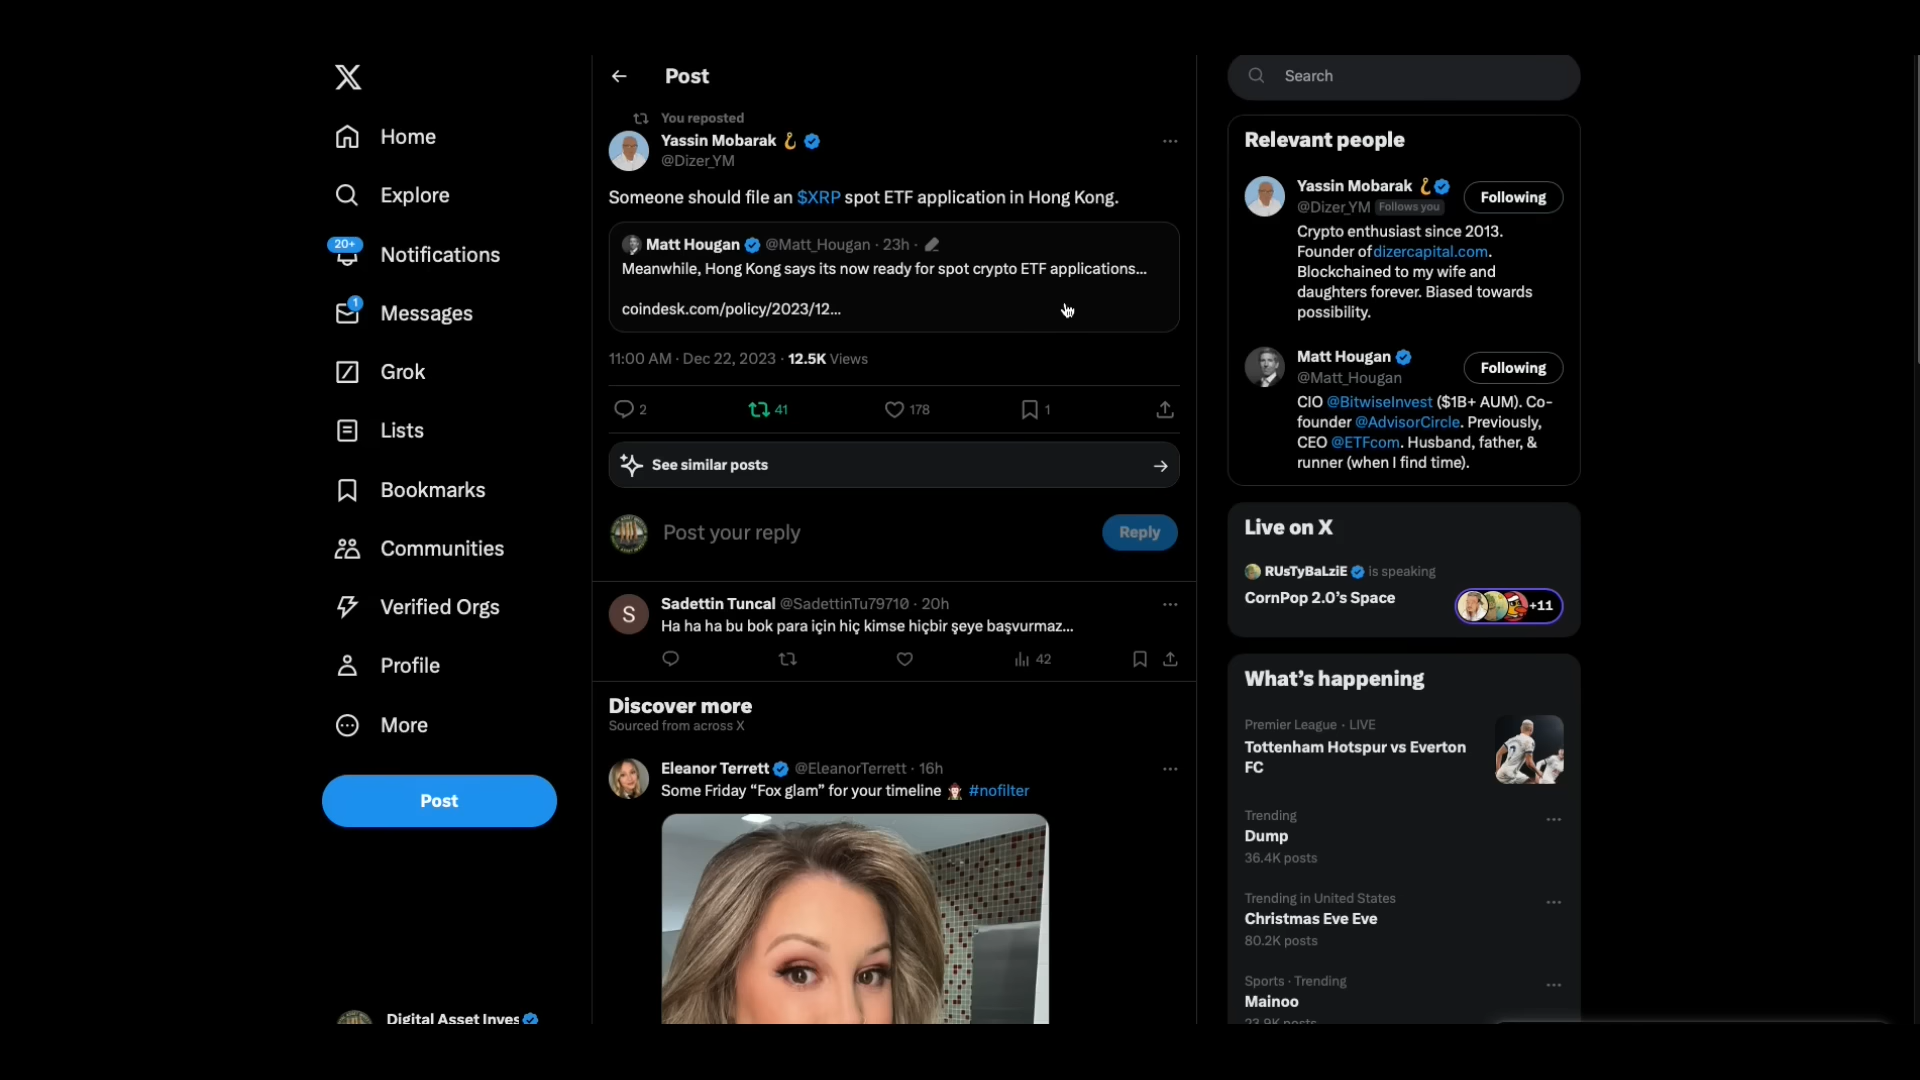 Home
Explore
20+
Notifications
1
Messages
Grok
Lists
Bookmarks
Communities
Verified Orgs
Profile
More
Post
Digital Asset Inves
Post
You reposted
Yassin Mobarak
@Dizer_YM
Someone should file an $XRP spot ETF application in Hong Kong.
Matt Hougan @Matt_Hougan · 23h ·
Meanwhile, Hong Kong says its now ready for spot crypto ETF applications...
coindesk.com/policy/2023/12...
11:00 AM · Dec 22, 2023 · 12.5K Views
2 41 178 1
See similar posts
Post your reply
Reply
S
Sadettin Tuncal @SadettinTu79710 · 20h
Ha ha ha bu bok para için hiç kimse hiçbir şeye başvurmaz...
42
Discover more
Sourced from across X
Eleanor Terrett @EleanorTerrett · 16h
Some Friday “Fox glam” for your timeline #nofilter
Search
Relevant people
Yassin Mobarak
@Dizer_YM Follows you
Following
Crypto enthusiast since 2013.
Founder of dizercapital.com.
Blockchained to my wife and
daughters forever. Biased towards
possibility.
Matt Hougan
@Matt_Hougan
Following
CIO @BitwiseInvest ($1B+ AUM). Co-
founder @AdvisorCircle. Previously,
CEO @ETFcom. Husband, father, &
runner (when I find time).
Live on X
RUsTyBaLziE is speaking
CornPop 2.0’s Space
+11
What’s happening
Premier League · LIVE
Tottenham Hotspur vs Everton
FC
Trending
Dump
36.4K posts
Trending in United States
Christmas Eve Eve
80.2K posts
Sports · Trending
Mainoo
23.9K posts